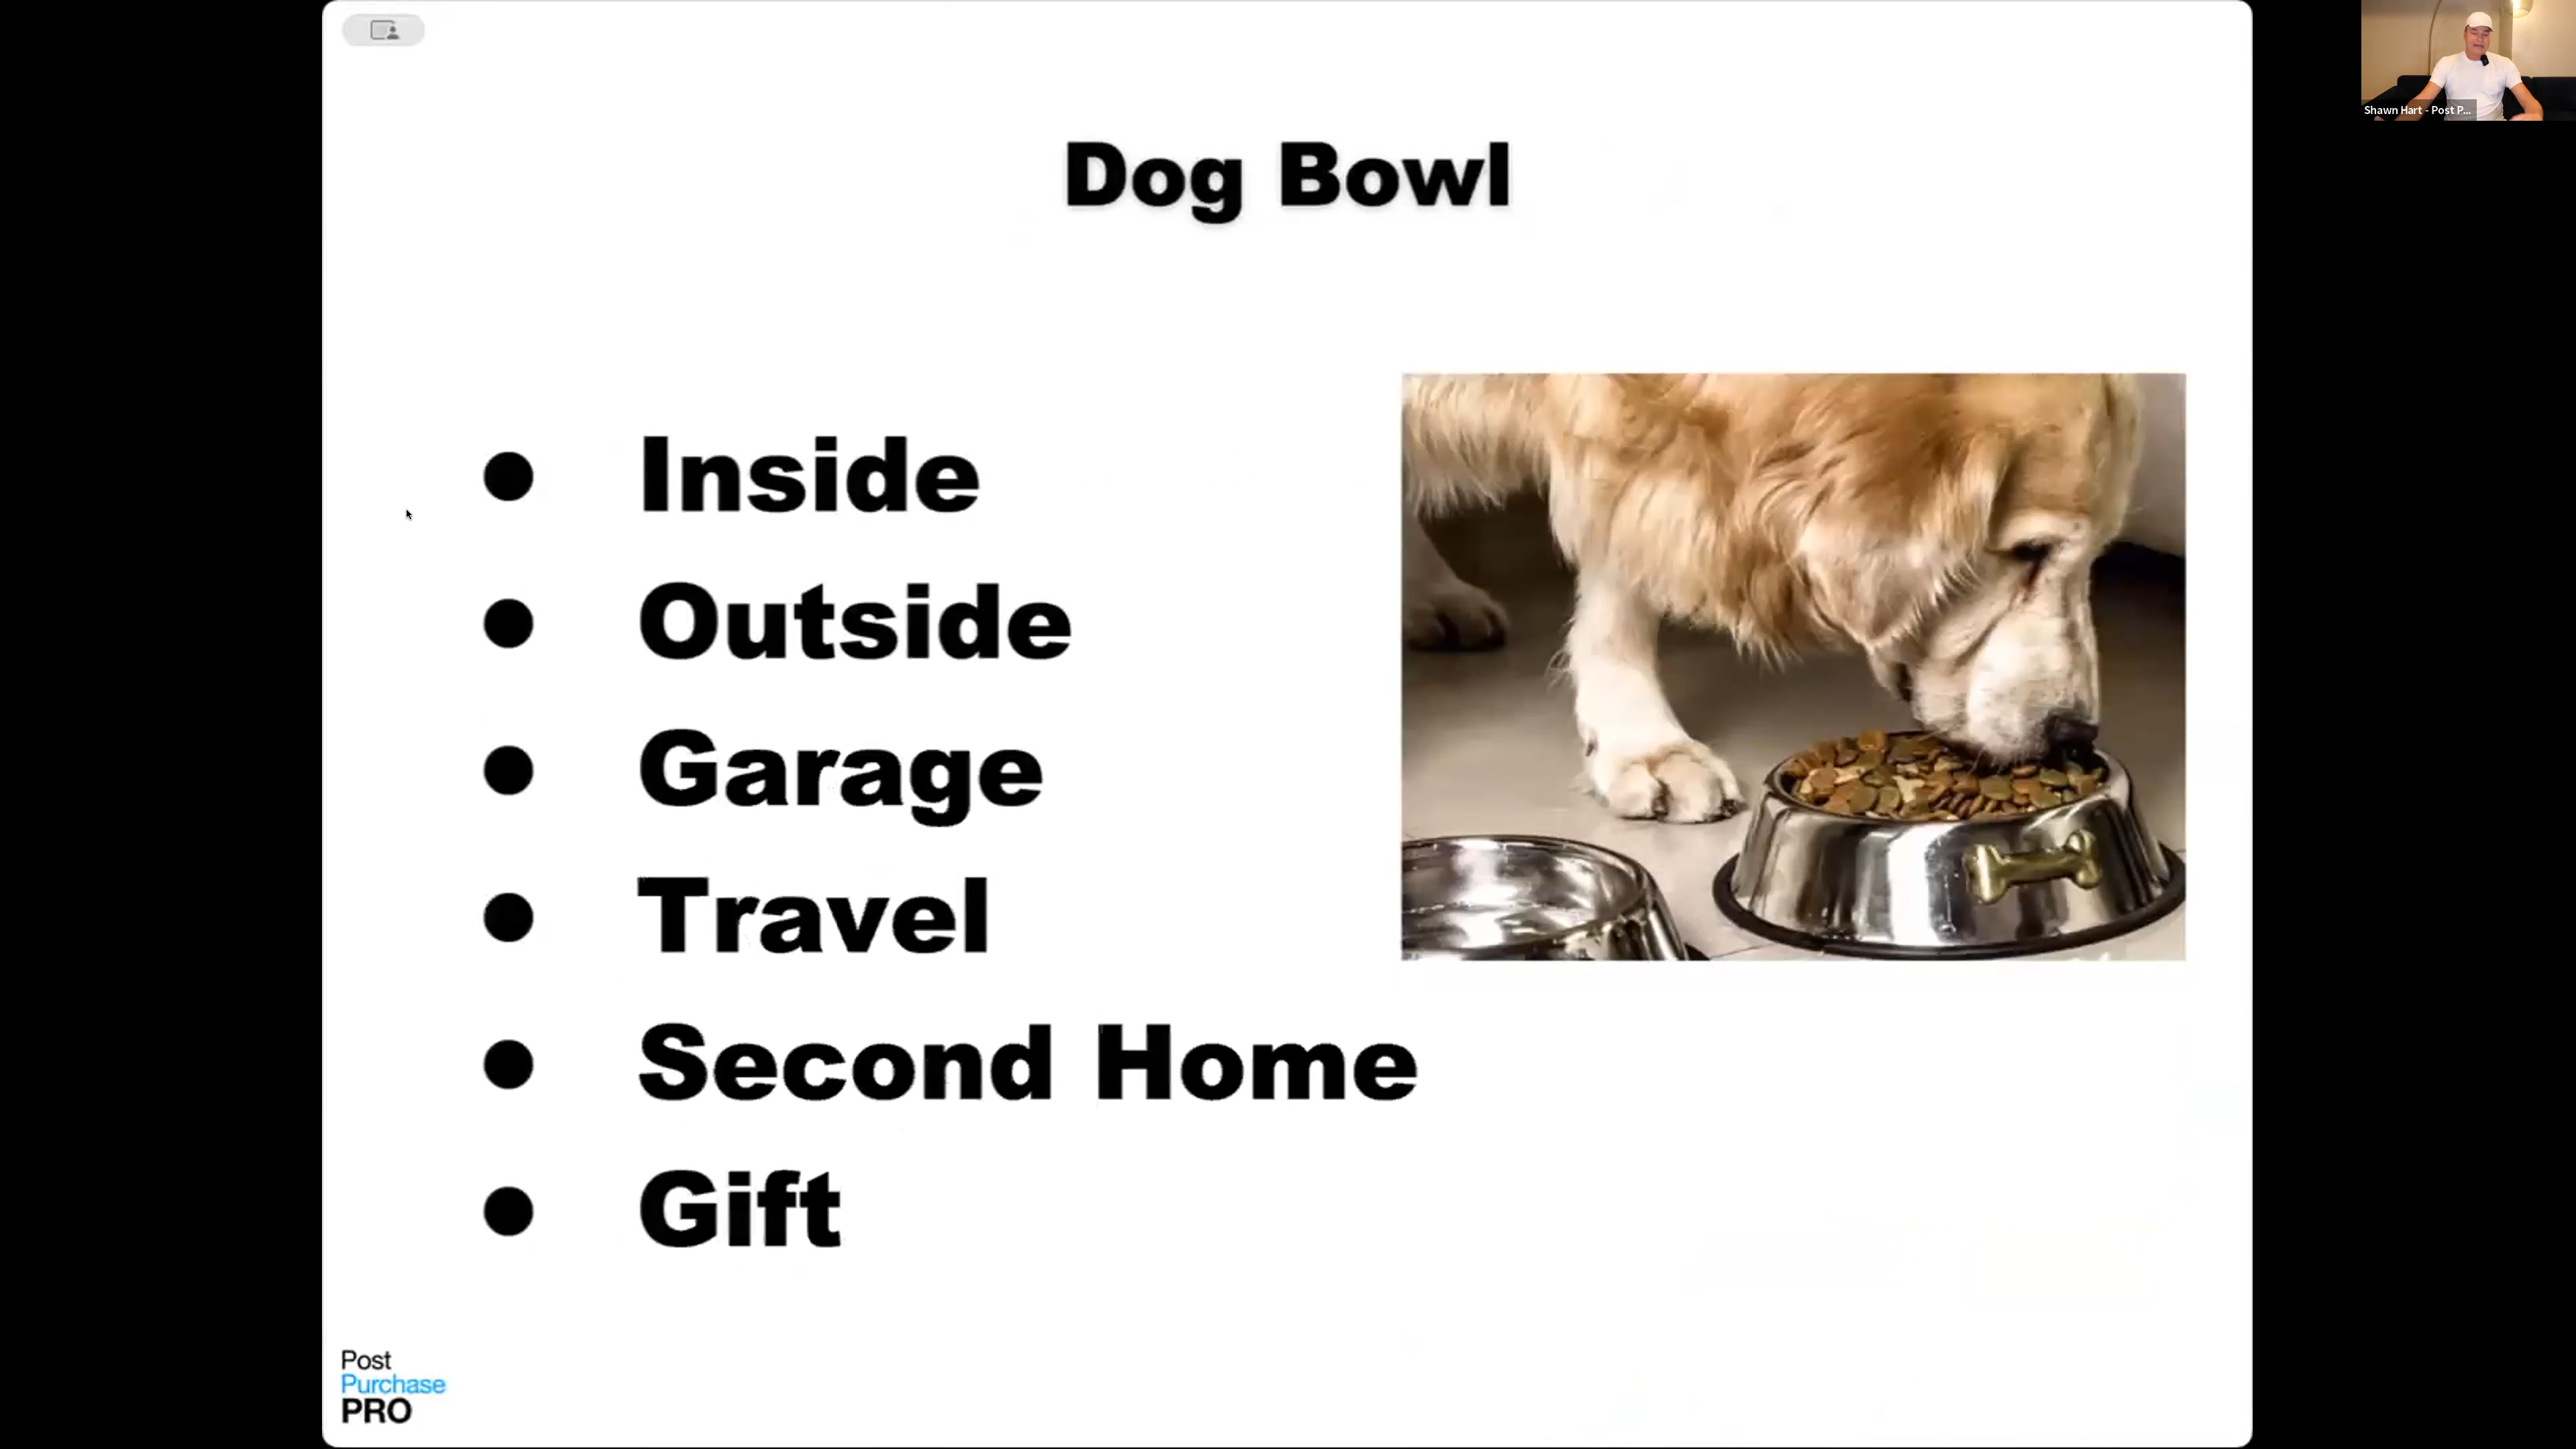 Dog Bowl
Shawn Hart - Post P...
● Inside
● Outside
● Garage
● Travel
● Second Home
● Gift
Post
Purchase
PRO